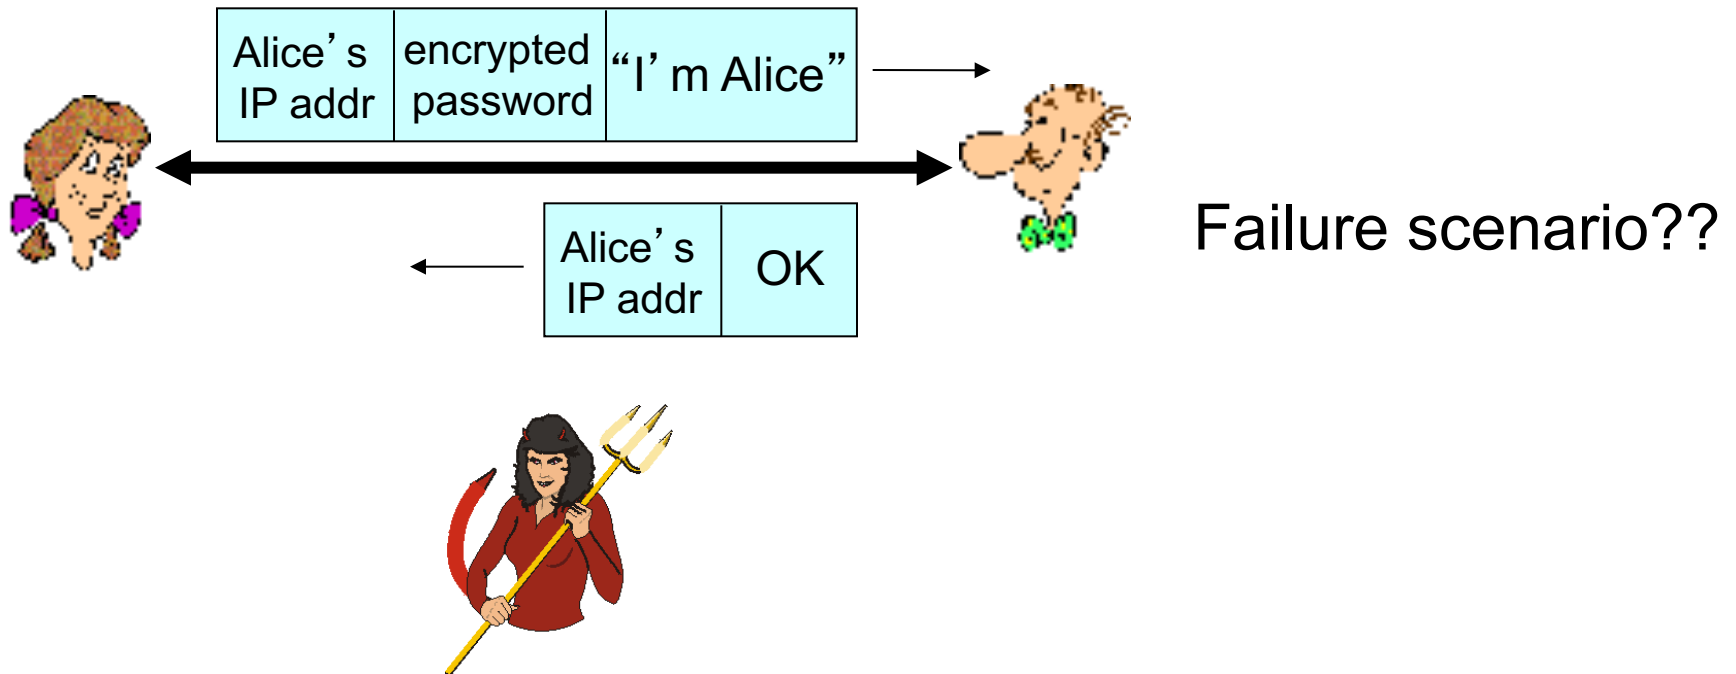 Alice’s
IP addr
encrypted
password
“I’m Alice”
Alice’s
IP addr
OK
Failure scenario??